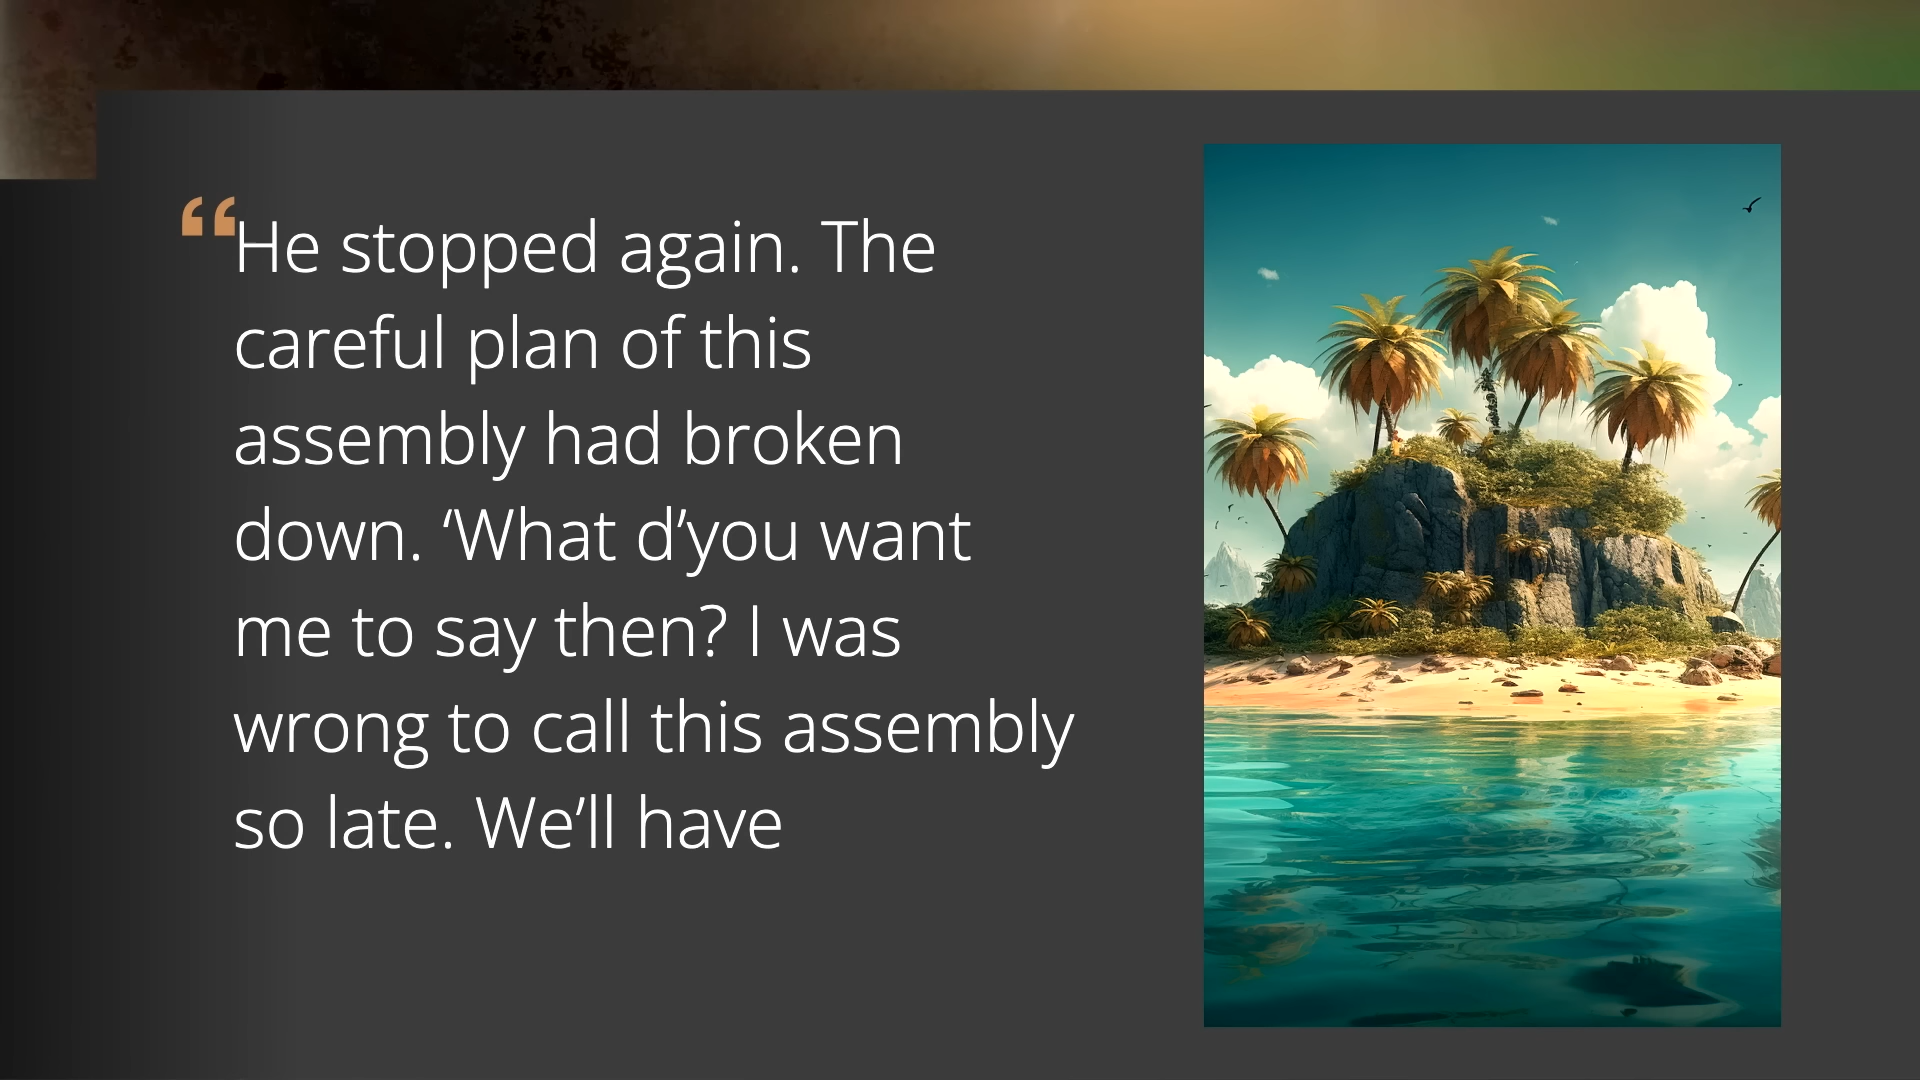 “He stopped again. The
careful plan of this
assembly had broken
down. ‘What d’you want
me to say then? I was
wrong to call this assembly
so late. We’ll have